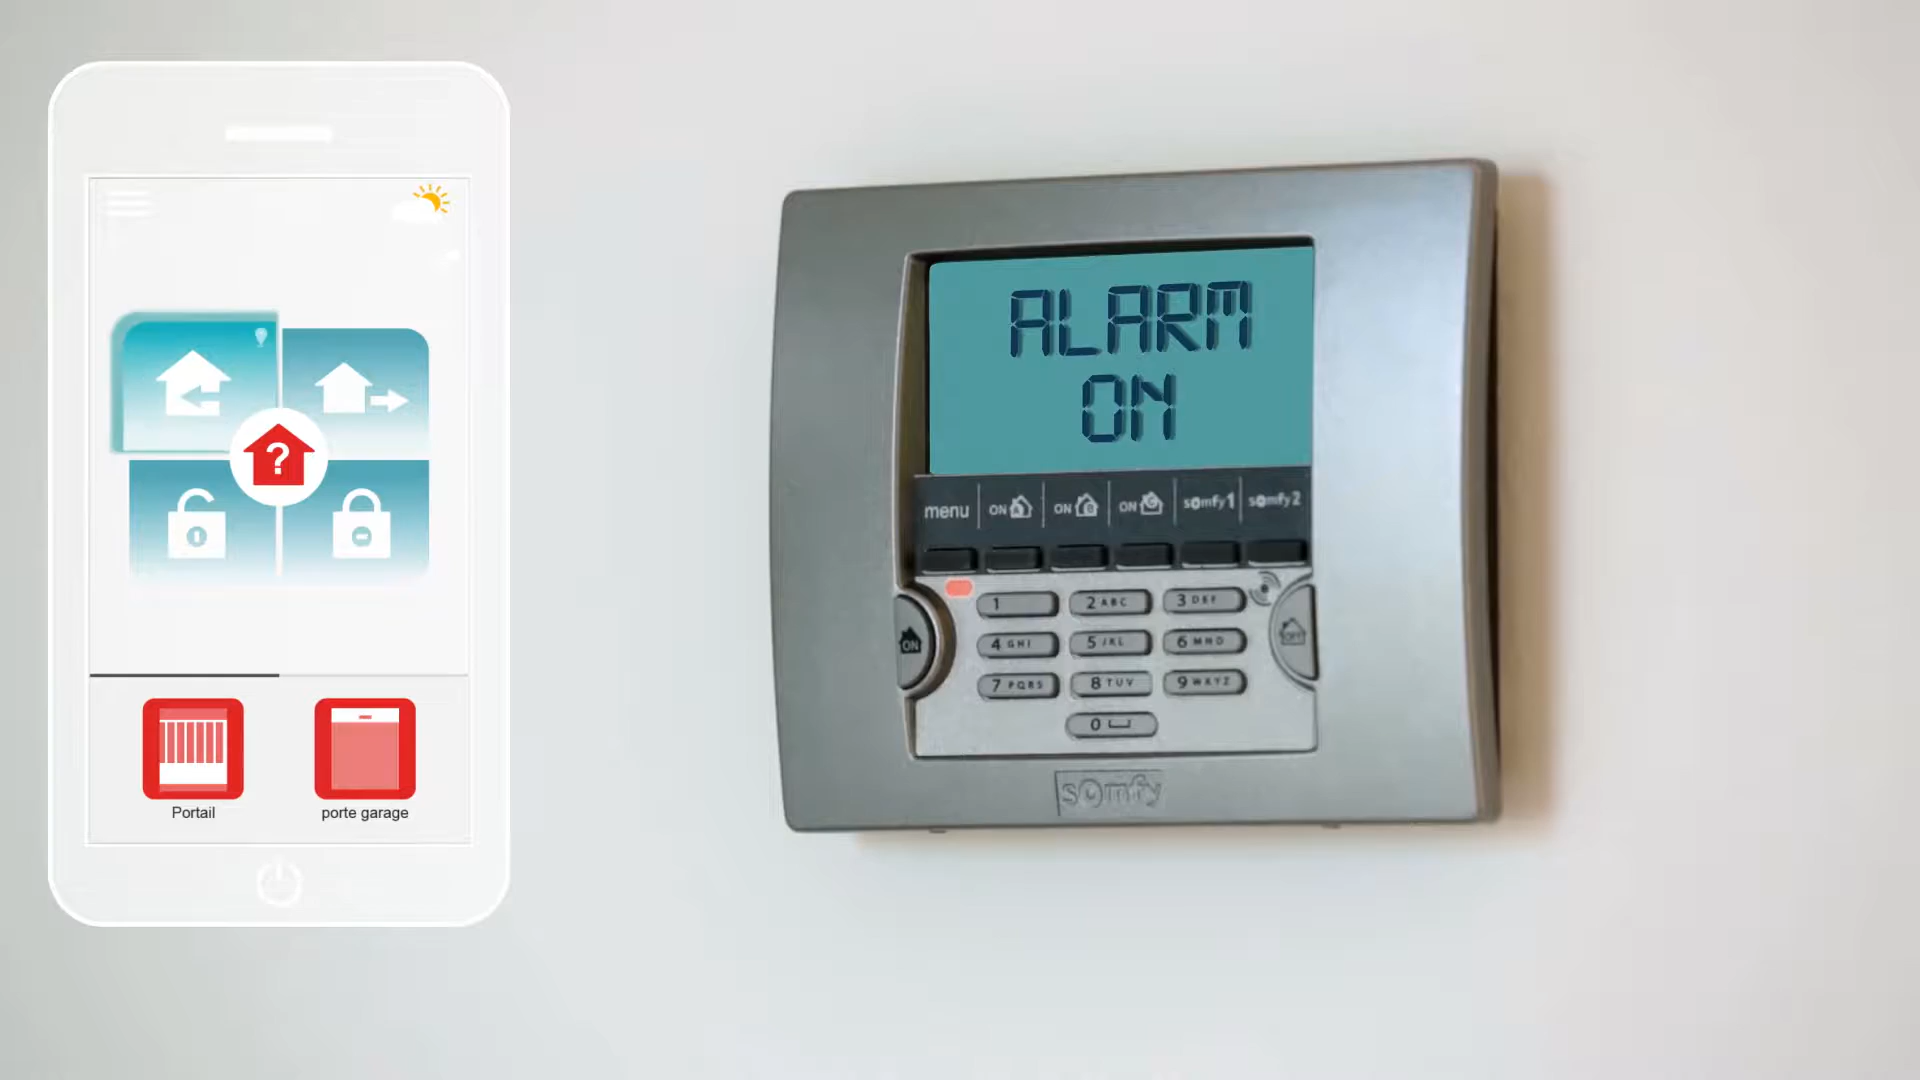 ?
Portail
porte garage
ALARM
ON
menu
ON A
ON B
ON C
somfy1
somfy2
1
2 ABC
3 DEF
ON
OFF
4 GHI
5 JKL
6 MNO
7 PQRS
8 TUV
9 WXYZ
0
somfy